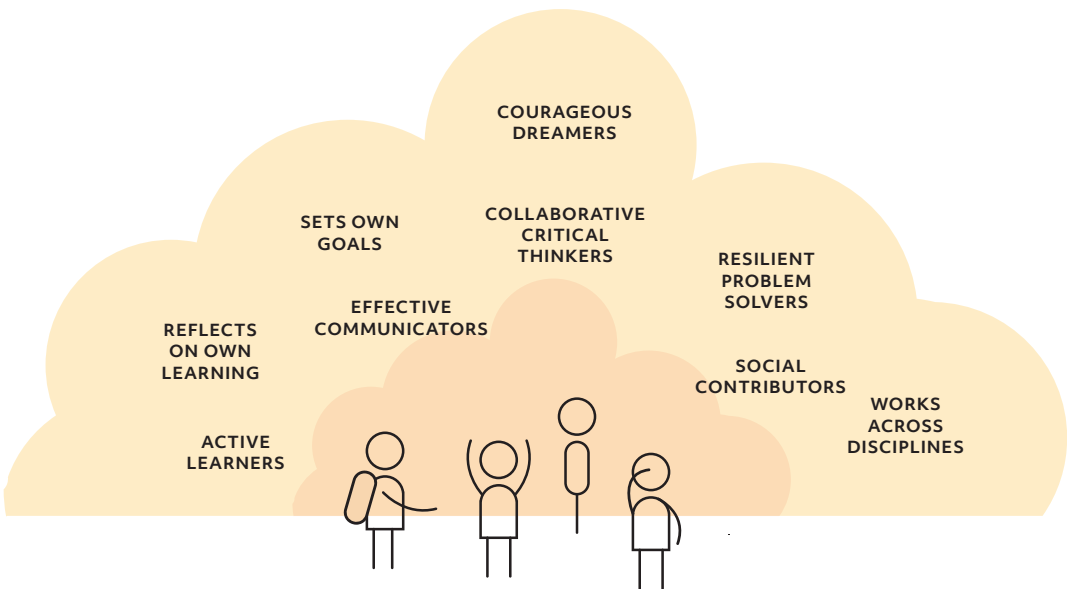 COURAGEOUS
DREAMERS
SETS OWN
GOALS
COLLABORATIVE
CRITICAL
THINKERS
RESILIENT
PROBLEM
SOLVERS
EFFECTIVE
COMMUNICATORS
REFLECTS
ON OWN
LEARNING
SOCIAL
CONTRIBUTORS
WORKS
ACROSS
DISCIPLINES
ACTIVE
LEARNERS